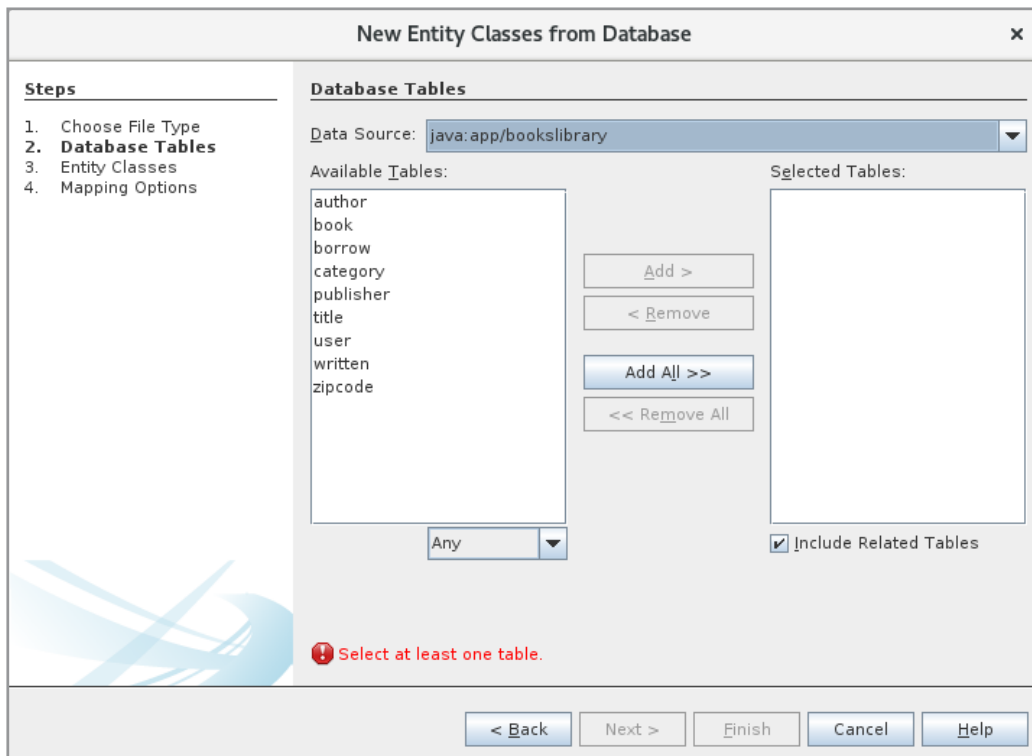 New Entity Classes from Database
Steps
1. Choose File Type
2. Database Tables
3. Entity Classes
4. Mapping Options
Database Tables
Data Source: java:app/bookslibrary
Available Tables:
author
book
borrow
category
publisher
title
user
written
zipcode
Any
Add >
< Remove
Add All >>
<< Remove All
Selected Tables:
Include Related Tables
Select at least one table.
< Back Next > Finish Cancel Help